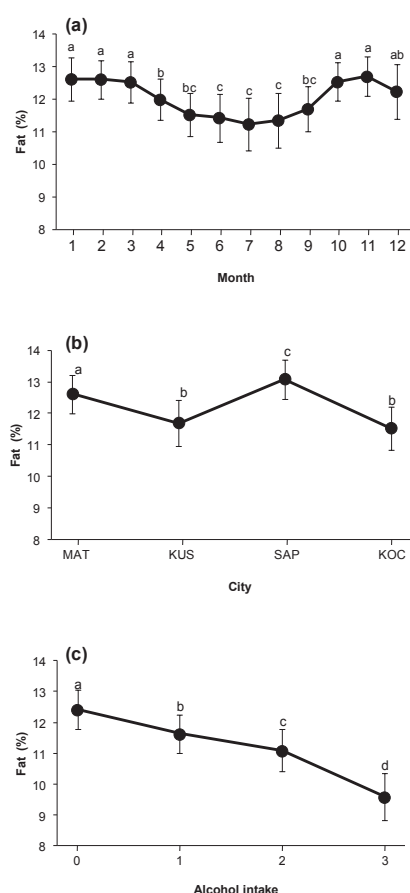 (a)
14
13
12
11
10
9
8
Fat (%)
a a a b bc c c c bc a a ab
1 2 3 4 5 6 7 8 9 10 11 12
Month
(b)
14
13
12
11
10
9
8
Fat (%)
a b c b
MAT KUS SAP KOC
City
(c)
14
13
12
11
10
9
8
Fat (%)
a b c d
0 1 2 3
Alcohol intake